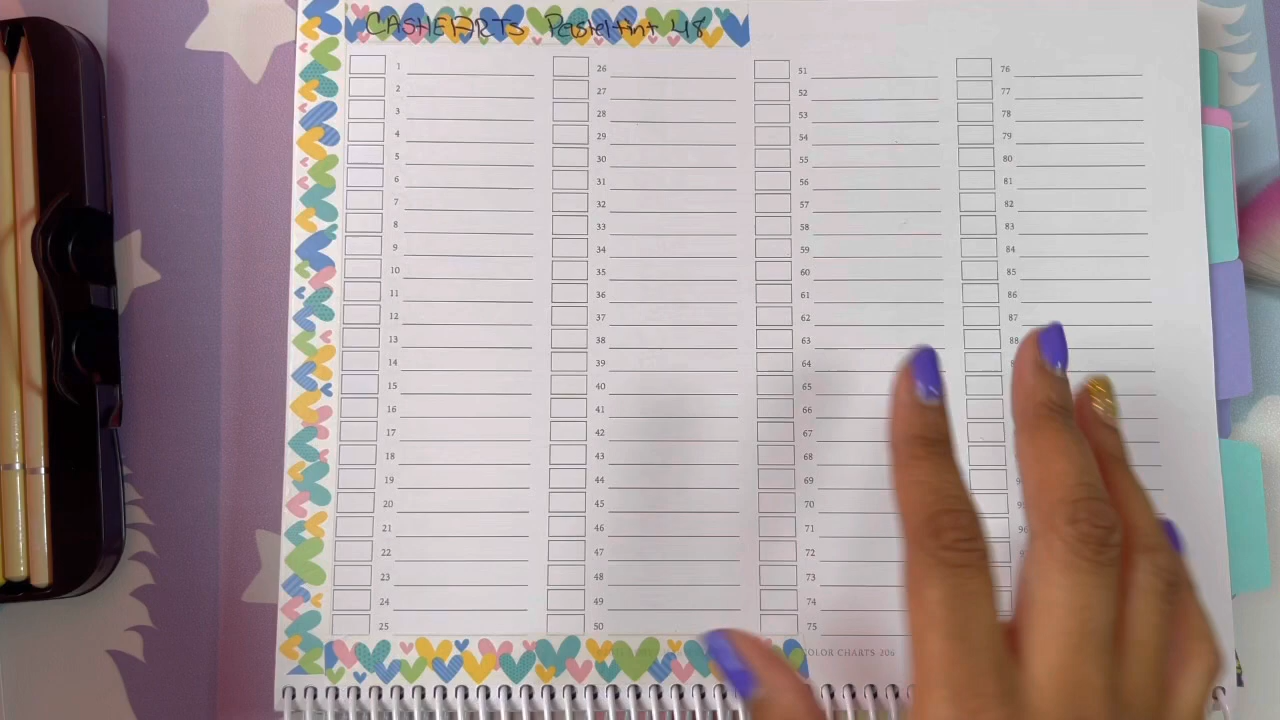 CASHEARTS Pasteltint 48
1 26 51 76
2 27 52 77
3 28 53 78
4 29 54 79
5 30 55 80
6 31 56 81
7 32 57 82
8 33 58 83
9 34 59 84
10 35 60 85
11 36 61 86
12 37 62 87
13 38 63 88
14 39 64
15 40 65
16 41 66
17 42 67
18 43 68
19 44 69
20 45 70
21 46 71
22 47 72
23 48 73
24 49 74
25 50 75
COLOR CHARTS 206